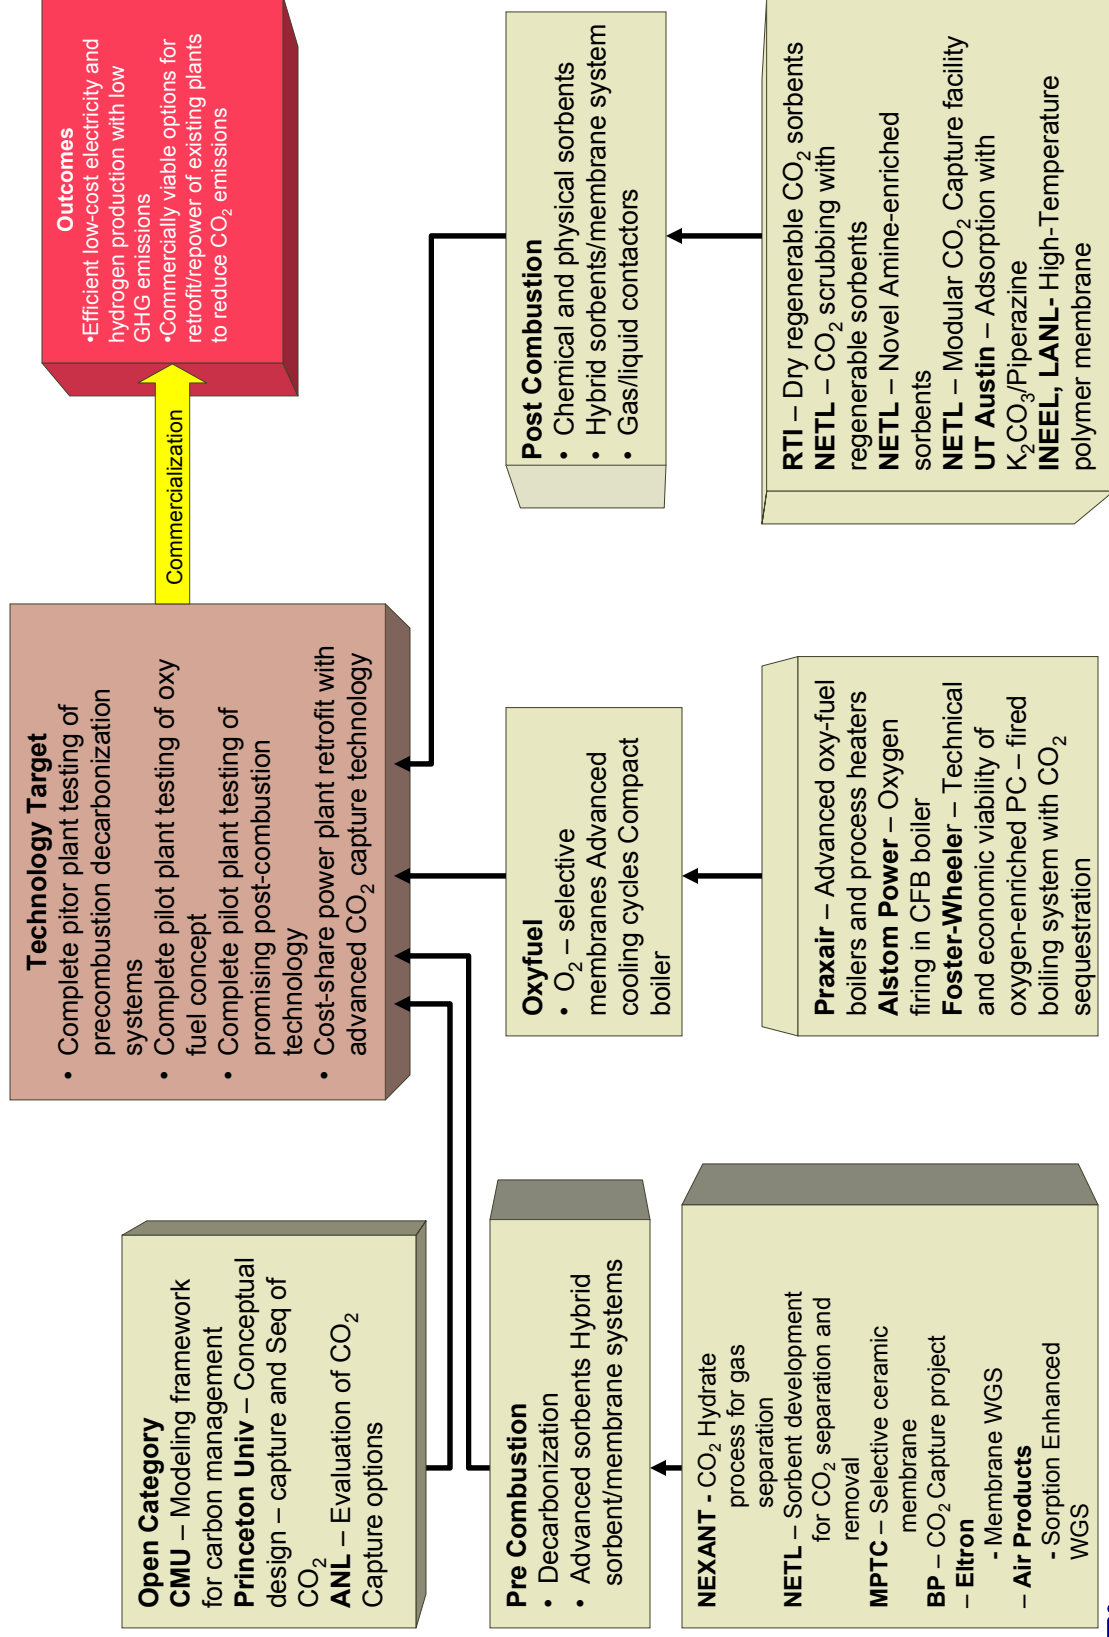 Open Category
CMU – Modeling framework
for carbon management
Princeton Univ – Conceptual
design – capture and Seq of
CO₂
ANL – Evaluation of CO₂
Capture options
Technology Target
• Complete pitor plant testing of
precombustion decarbonization
systems
• Complete pilot plant testing of oxy
fuel concept
• Complete pilot plant testing of
promising post-combustion
technology
• Cost-share power plant retrofit with
advanced CO₂ capture technology
Commercialization
Outcomes
•Efficient low-cost electricity and
hydrogen production with low
GHG emissions
•Commercially viable options for
retrofit/repower of existing plants
to reduce CO₂ emissions
Pre Combustion
• Decarbonization
• Advanced sorbents Hybrid
sorbent/membrane systems
Oxyfuel
• O₂ – selective
membranes Advanced
cooling cycles Compact
boiler
Post Combustion
• Chemical and physical sorbents
• Hybrid sorbents/membrane system
• Gas/liquid contactors
NEXANT - CO₂ Hydrate
process for gas
separation
NETL – Sorbent development
for CO₂ separation and
removal
MPTC – Selective ceramic
membrane
BP – CO₂ Capture project
– Eltron
- Membrane WGS
– Air Products
- Sorption Enhanced
WGS
Praxair – Advanced oxy-fuel
boilers and process heaters
Alstom Power – Oxygen
firing in CFB boiler
Foster-Wheeler – Technical
and economic viability of
oxygen-enriched PC – fired
boiling system with CO₂
sequestration
RTI – Dry regenerable CO₂ sorbents
NETL – CO₂ scrubbing with
regenerable sorbents
NETL – Novel Amine-enriched
sorbents
NETL – Modular CO₂ Capture facility
UT Austin – Adsorption with
K₂CO₃/Piperazine
INEEL, LANL- High-Temperature
polymer membrane